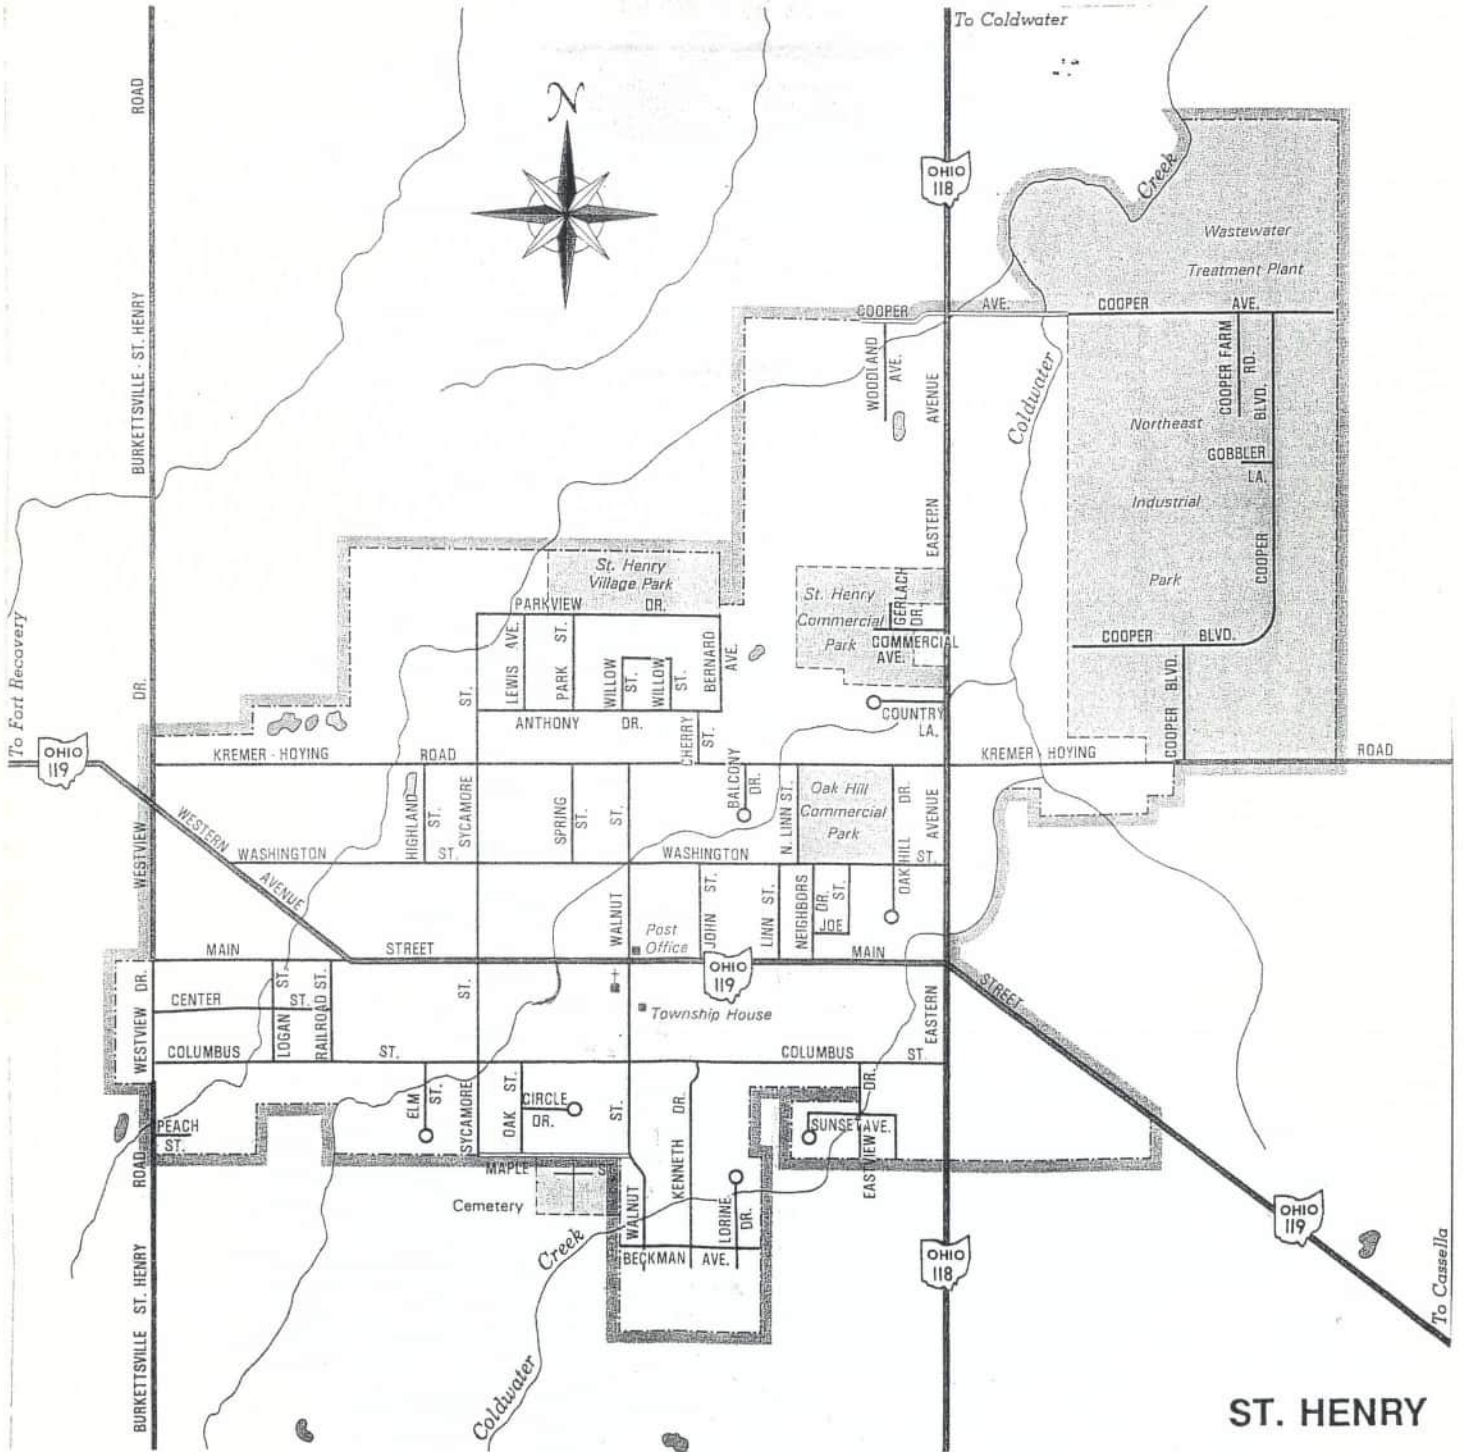 To Coldwater
N
ROAD
OHIO
118
Creek
Wastewater
Treatment Plant
COOPER
AVE.
COOPER
AVE.
BURKETTSVILLE - ST. HENRY
WOODLAND
AVE.
AVENUE
Coldwater
COOPER FARM
RD.
BLVD.
Northeast
GOBBLER
LA.
Industrial
EASTERN
COOPER
Park
St. Henry
Village Park
PARKVIEW
DR.
St. Henry
Commercial
Park
GERLACH
DR.
COMMERCIAL
AVE.
COOPER
BLVD.
To Fort Recovery
DR.
ST.
LEWIS
AVE.
PARK
ST.
WILLOW
ST.
WILLOW
ST.
BERNARD
AVE.
COOPER BLVD.
COUNTRY
LA.
ANTHONY
DR.
CHERRY
ST.
OHIO
119
KREMER - HOYING
ROAD
KREMER - HOYING
ROAD
BALCONY
DR.
WESTVIEW
WESTERN
AVENUE
HIGHLAND
ST.
SYCAMORE
SPRING
ST.
ST.
N. LINN ST.
Oak Hill
Commercial
Park
DR.
AVENUE
WASHINGTON
ST.
WASHINGTON
OAK HILL
ST.
WALNUT
Post
Office
JOHN
ST.
LINN
ST.
NEIGHBORS
DR.
JOE
ST.
MAIN
STREET
MAIN
OHIO
119
STREET
WESTVIEW DR.
CENTER
ST.
LOGAN
ST.
RAILROAD ST.
ST.
Township House
EASTERN
COLUMBUS
ST.
COLUMBUS
ST.
ELM
ST.
SYCAMORE
OAK
ST.
CIRCLE
DR.
ST.
DR.
KENNETH
DR.
SUNSET AVE.
EASTVIEW
PEACH
ST.
ROAD
MAPLE
S
Cemetery
WALNUT
LORINE
DR.
BECKMAN
AVE.
Creek
OHIO
118
OHIO
119
To Cassella
BURKETTSVILLE ST. HENRY
Coldwater
ST. HENRY